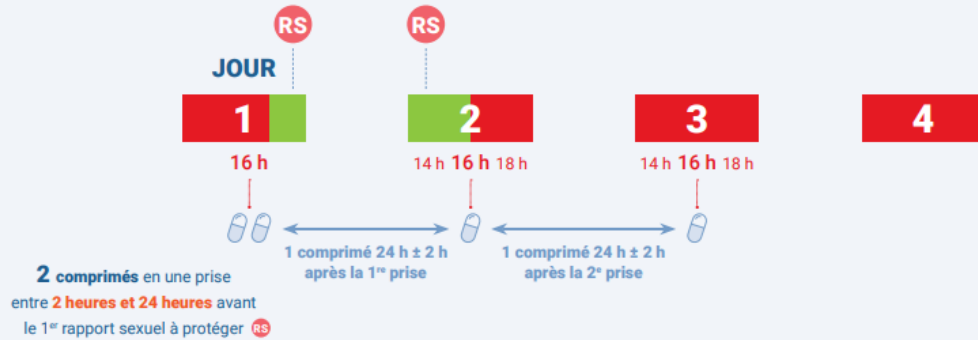 RS
RS
JOUR
1
2
3
4
16 h
14 h 16 h 18 h
14 h 16 h 18 h
1 comprimé 24 h ± 2 h
après la 1re prise
1 comprimé 24 h ± 2 h
après la 2e prise
2 comprimés en une prise
entre 2 heures et 24 heures avant
le 1er rapport sexuel à protéger RS